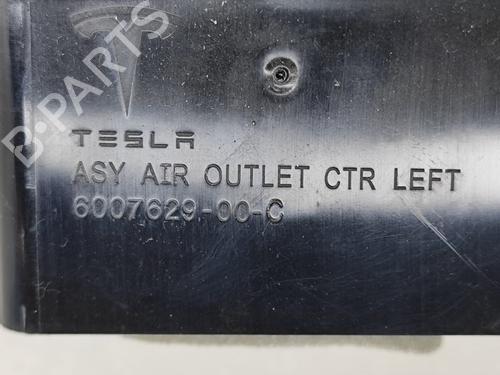 B-PARTS
TESLA
ASY AIR OUTLET CTR LEFT
6007629-00-C